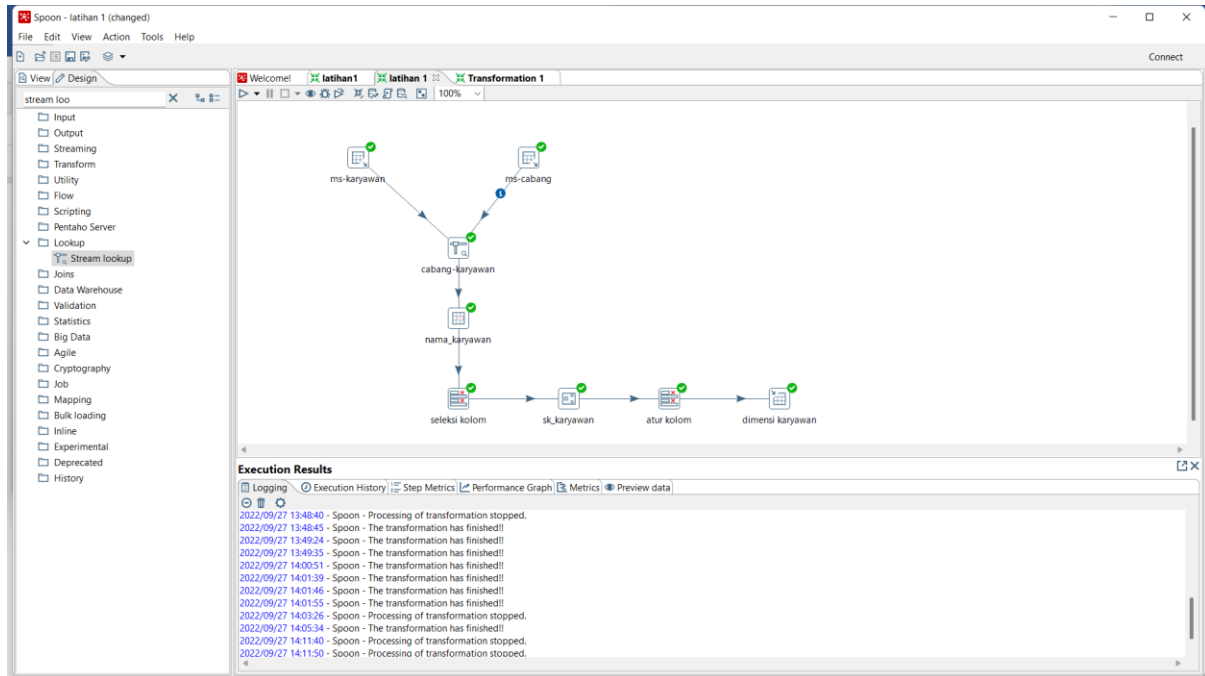 Spoon - latihan 1 (changed)
File Edit View Action Tools Help
Connect
View Design
stream loo
Input
Output
Streaming
Transform
Utility
Flow
Scripting
Pentaho Server
Lookup
Stream lookup
Joins
Data Warehouse
Validation
Statistics
Big Data
Agile
Cryptography
Job
Mapping
Bulk loading
Inline
Experimental
Deprecated
History
Welcome! latihan1 latihan 1 Transformation 1
100%
ms-karyawan ms-cabang
cabang-karyawan
nama_karyawan
seleksi kolom sk_karyawan atur kolom dimensi karyawan
Execution Results
Logging Execution History Step Metrics Performance Graph Metrics Preview data
2022/09/27 13:48:40 - Spoon - Processing of transformation stopped.
2022/09/27 13:48:45 - Spoon - The transformation has finished!!
2022/09/27 13:49:24 - Spoon - The transformation has finished!!
2022/09/27 13:49:35 - Spoon - The transformation has finished!!
2022/09/27 14:00:51 - Spoon - The transformation has finished!!
2022/09/27 14:01:39 - Spoon - The transformation has finished!!
2022/09/27 14:01:46 - Spoon - The transformation has finished!!
2022/09/27 14:01:55 - Spoon - The transformation has finished!!
2022/09/27 14:03:26 - Spoon - Processing of transformation stopped.
2022/09/27 14:05:34 - Spoon - The transformation has finished!!
2022/09/27 14:11:40 - Spoon - Processing of transformation stopped.
2022/09/27 14:11:50 - Spoon - Processing of transformation stopped.